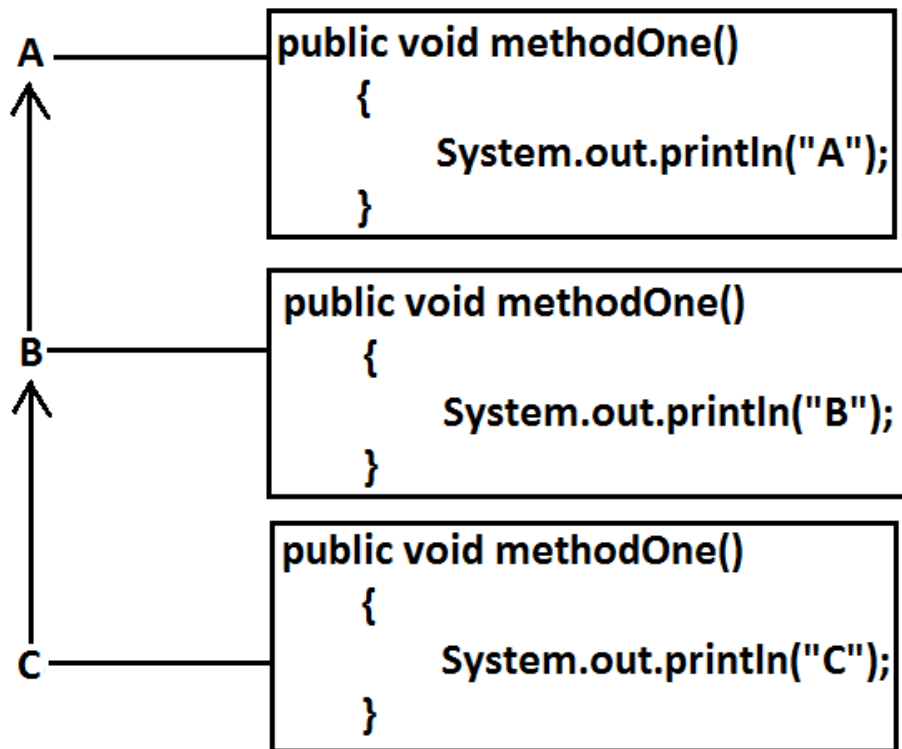 A
public void methodOne()
{
System.out.println("A");
}
B
public void methodOne()
{
System.out.println("B");
}
C
public void methodOne()
{
System.out.println("C");
}